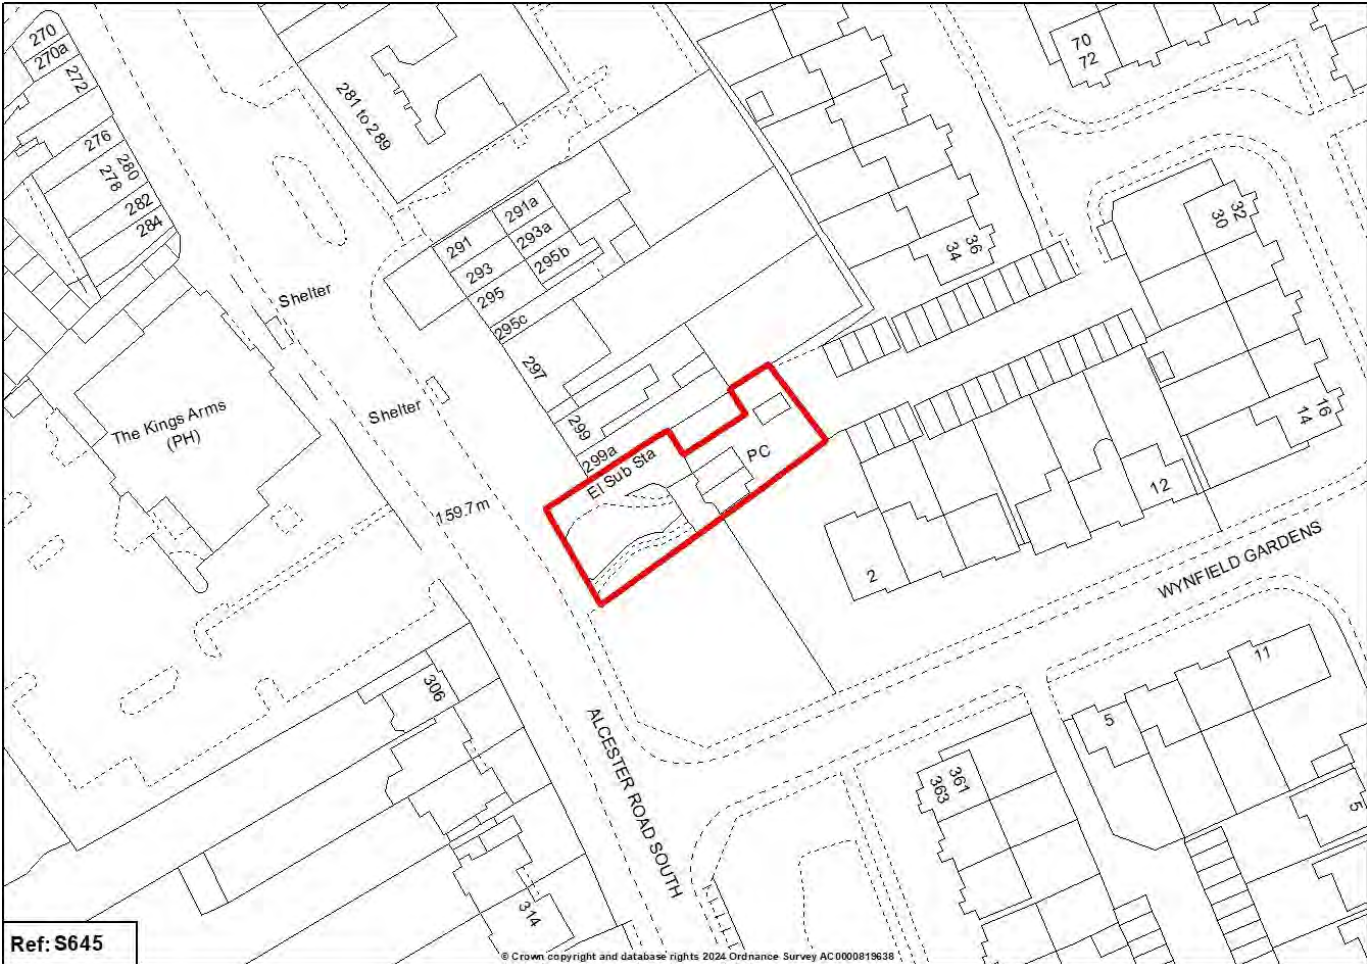 270
270a
272
276
280
278
282
284
281 to 289
70
72
291a
291
293a
293
295b
295
295c
297
299
299a
El Sub Sta
PC
Shelter
Shelter
The Kings Arms
(PH)
159.7m
36
34
32
30
16
14
12
2
WYNFIELD GARDENS
11
5
5
361
363
306
314
ALCESTER ROAD SOUTH
Ref: S645
© Crown copyright and database rights 2024 Ordnance Survey AC0000819638